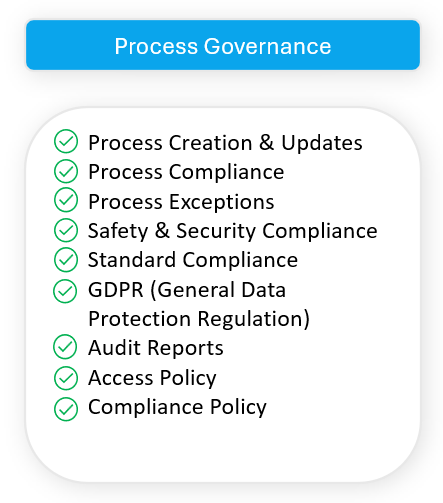 Process Governance
Process Creation & Updates
Process Compliance
Process Exceptions
Safety & Security Compliance
Standard Compliance
GDPR (General Data
Protection Regulation)
Audit Reports
Access Policy
Compliance Policy